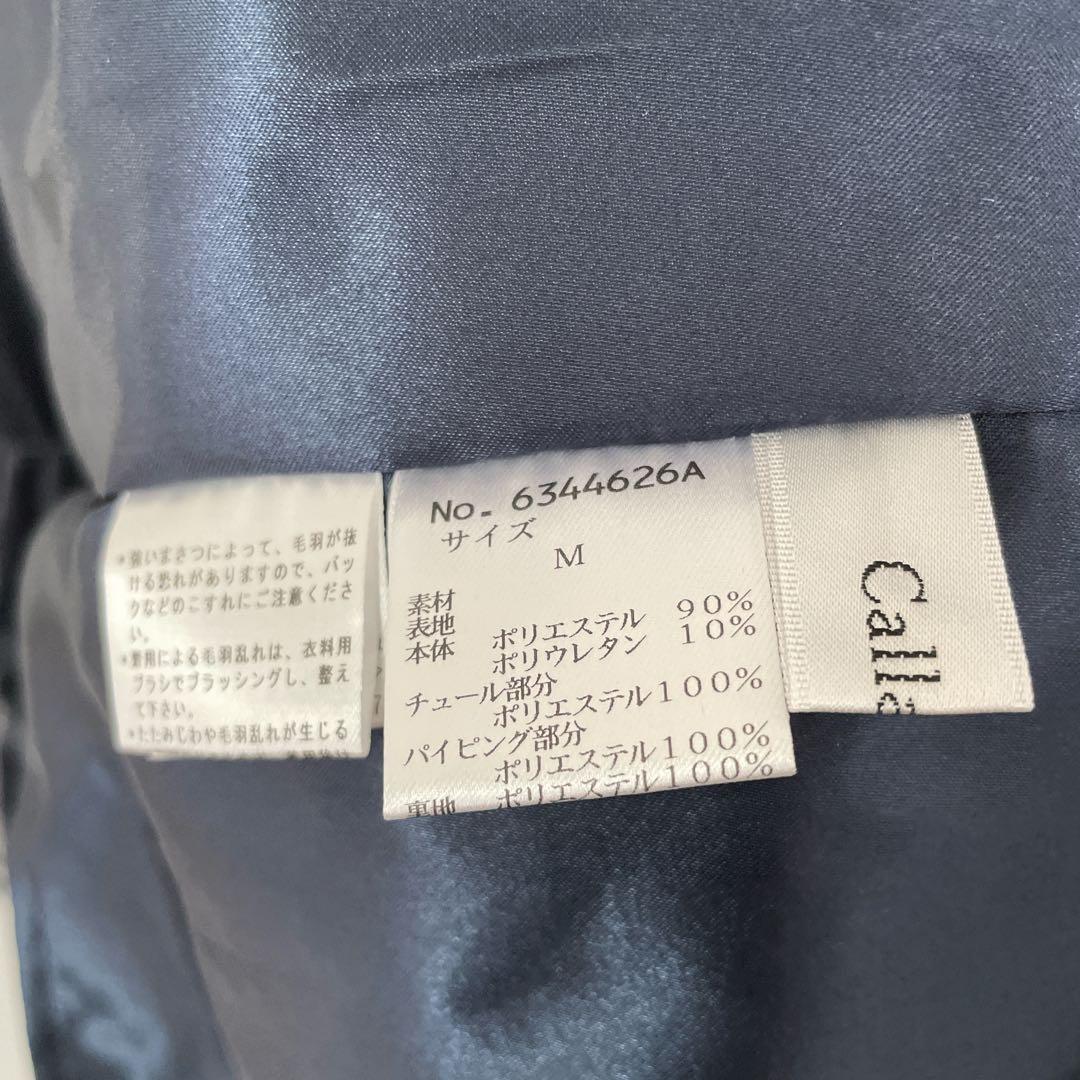 *強いまさつによって、毛羽が抜
ける恐れがありますので、バッ
クなどのこすれにご注意くださ
い。
*着用による毛羽乱れは、衣料用
ブラシでブラッシングし、整え
て下さい。
*たたみじわや毛羽乱れが生じる
No. 6344626A
サイズ
M
素材
表地 ポリエステル 90%
本体 ポリウレタン 10%
チュール部分
ポリエステル100%
パイピング部分
ポリエステル100%
裏地 ポリエステル100%
Calla